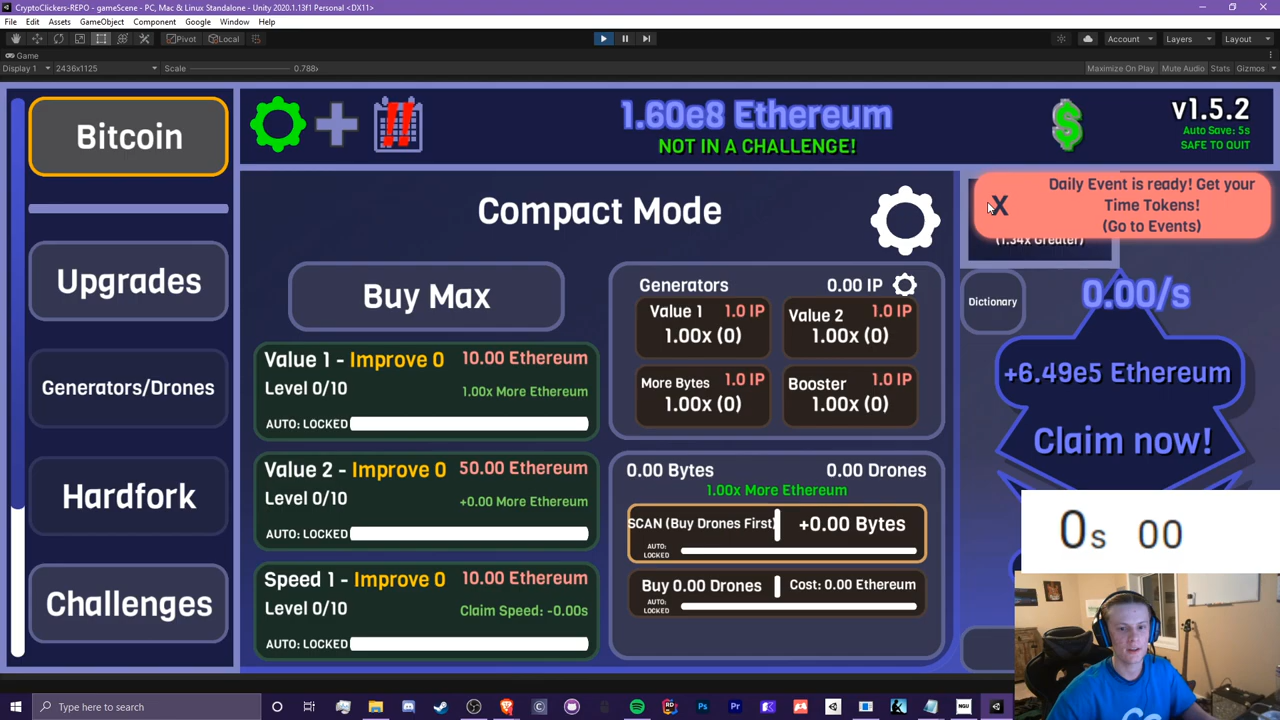 CryptoClickers-REPO - gameScene - PC, Mac & Linux Standalone - Unity 2020.1.13f1 Personal <DX11>
File Edit Assets GameObject Component Google Window Help
Pivot Local Account Layers Layout
Game
Display 1 2436x1125 Scale 0.788x Maximize On Play Mute Audio Stats Gizmos
Bitcoin
Upgrades
Generators/Drones
Hardfork
Challenges
1.60e8 Ethereum
NOT IN A CHALLENGE!
$
v1.5.2
Auto Save: 5s
SAFE TO QUIT
X
Daily Event is ready! Get your
Time Tokens!
(Go to Events)
(1.34x Greater)
Compact Mode
Buy Max
Value 1 - Improve 0 10.00 Ethereum
Level 0/10 1.00x More Ethereum
AUTO: LOCKED
Value 2 - Improve 0 50.00 Ethereum
Level 0/10 +0.00 More Ethereum
AUTO: LOCKED
Speed 1 - Improve 0 10.00 Ethereum
Level 0/10 Claim Speed: -0.00s
AUTO: LOCKED
Generators 0.00 IP
Value 1 1.0 IP
1.00x (0)
Value 2 1.0 IP
1.00x (0)
More Bytes 1.0 IP
1.00x (0)
Booster 1.0 IP
1.00x (0)
0.00 Bytes 0.00 Drones
1.00x More Ethereum
SCAN (Buy Drones First) +0.00 Bytes
AUTO:
LOCKED
Buy 0.00 Drones Cost: 0.00 Ethereum
AUTO:
LOCKED
Dictionary
0.00/s
+6.49e5 Ethereum
Claim now!
0s 00
Type here to search